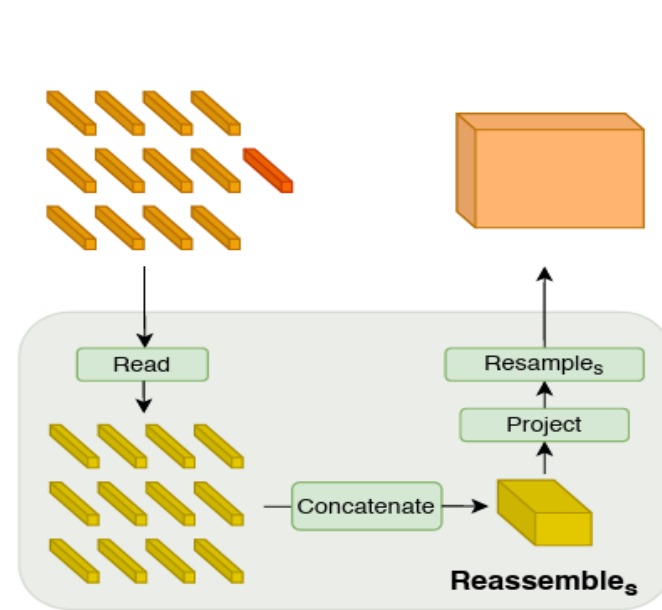 Read
Resampleₛ
Project
Concatenate
Reassembleₛ